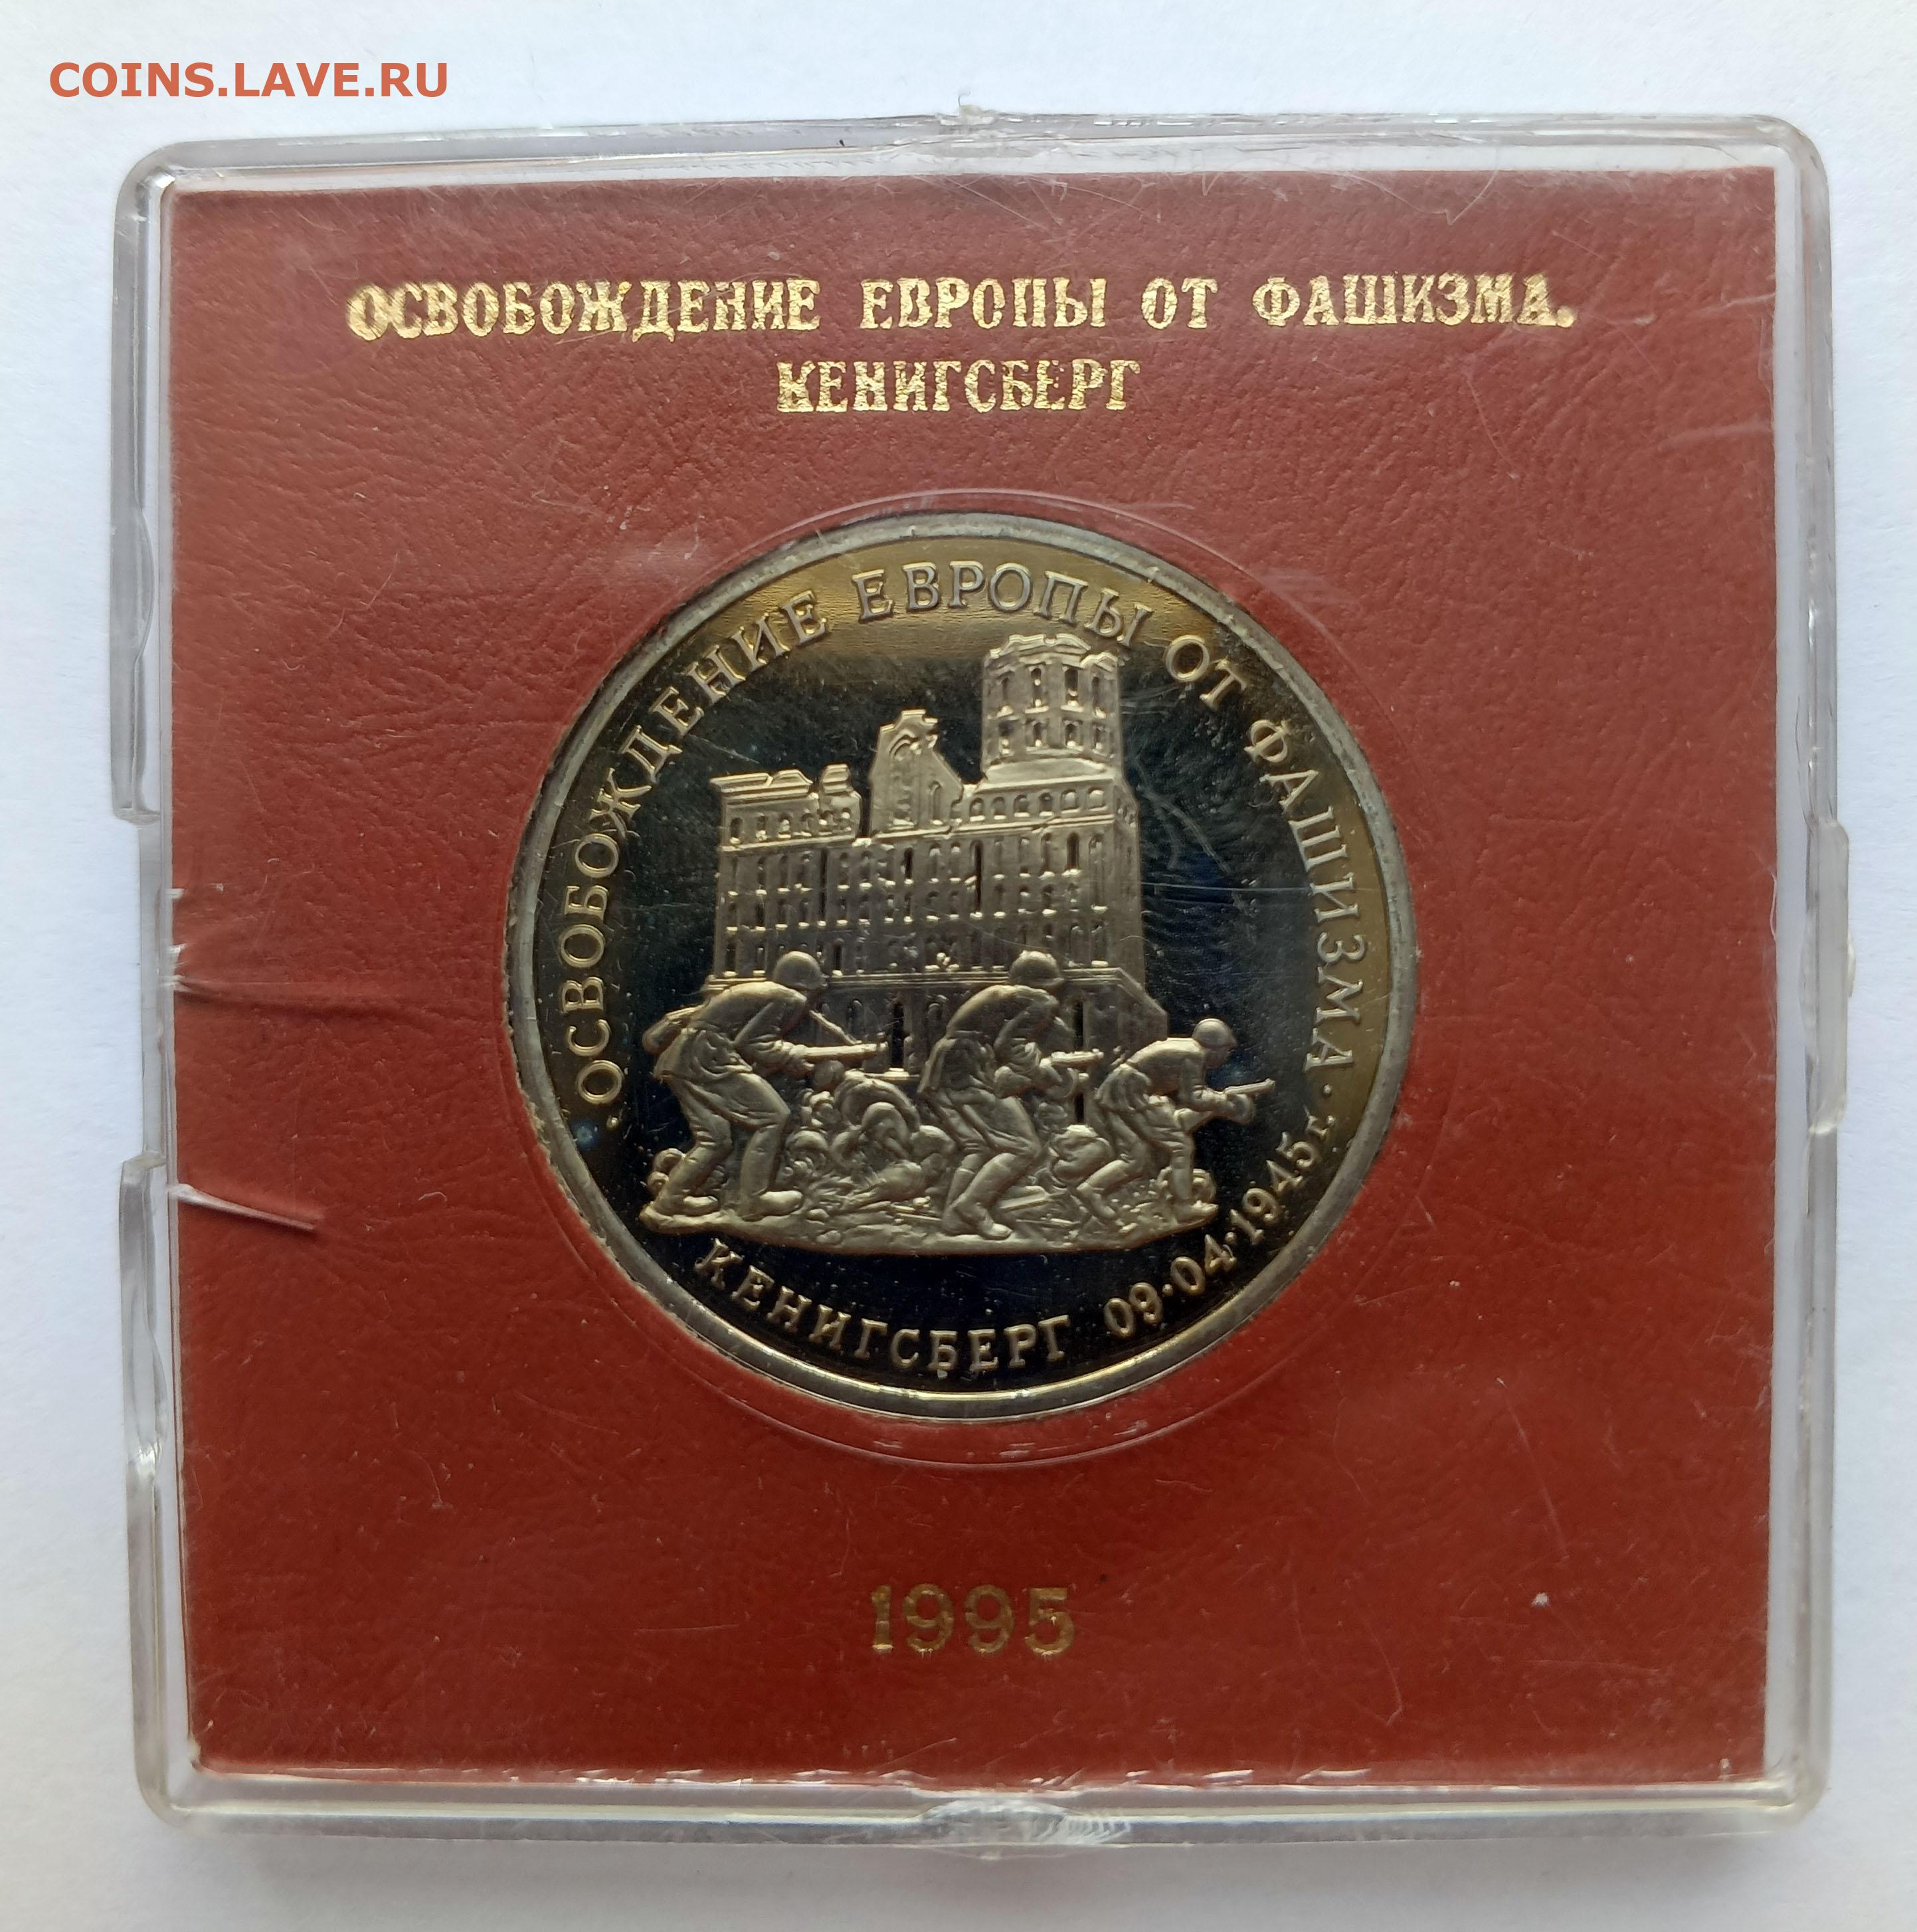 COINS.LAVE.RU
ОСВОБОЖДЕНИЕ ЕВРОПЫ ОТ ФАШИЗМА.
КЕНИГСБЕРГ
·ОСВОБОЖДЕНИЕ ЕВРОПЫ ОТ ФАШИЗМА·
КЕНИГСБЕРГ 09·04·1945г.
1995